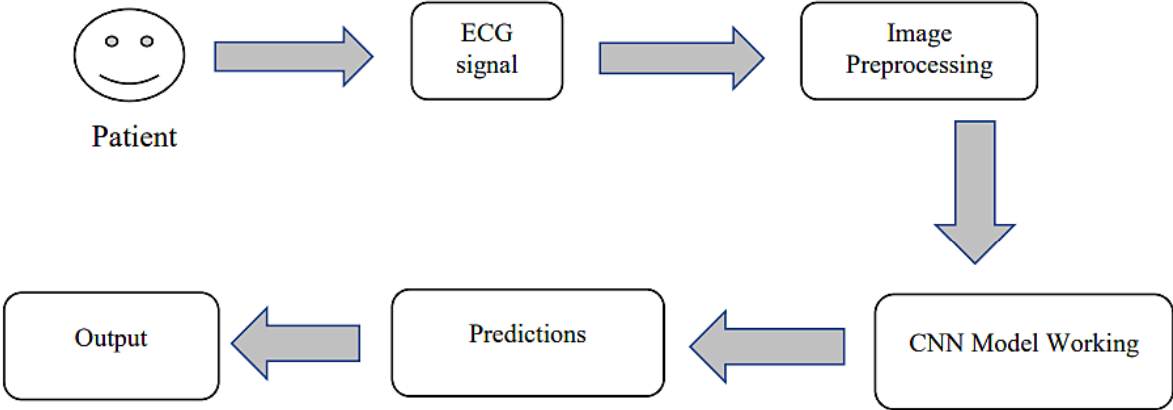 ECG
signal
Image
Preprocessing
Patient
Output
Predictions
CNN Model Working